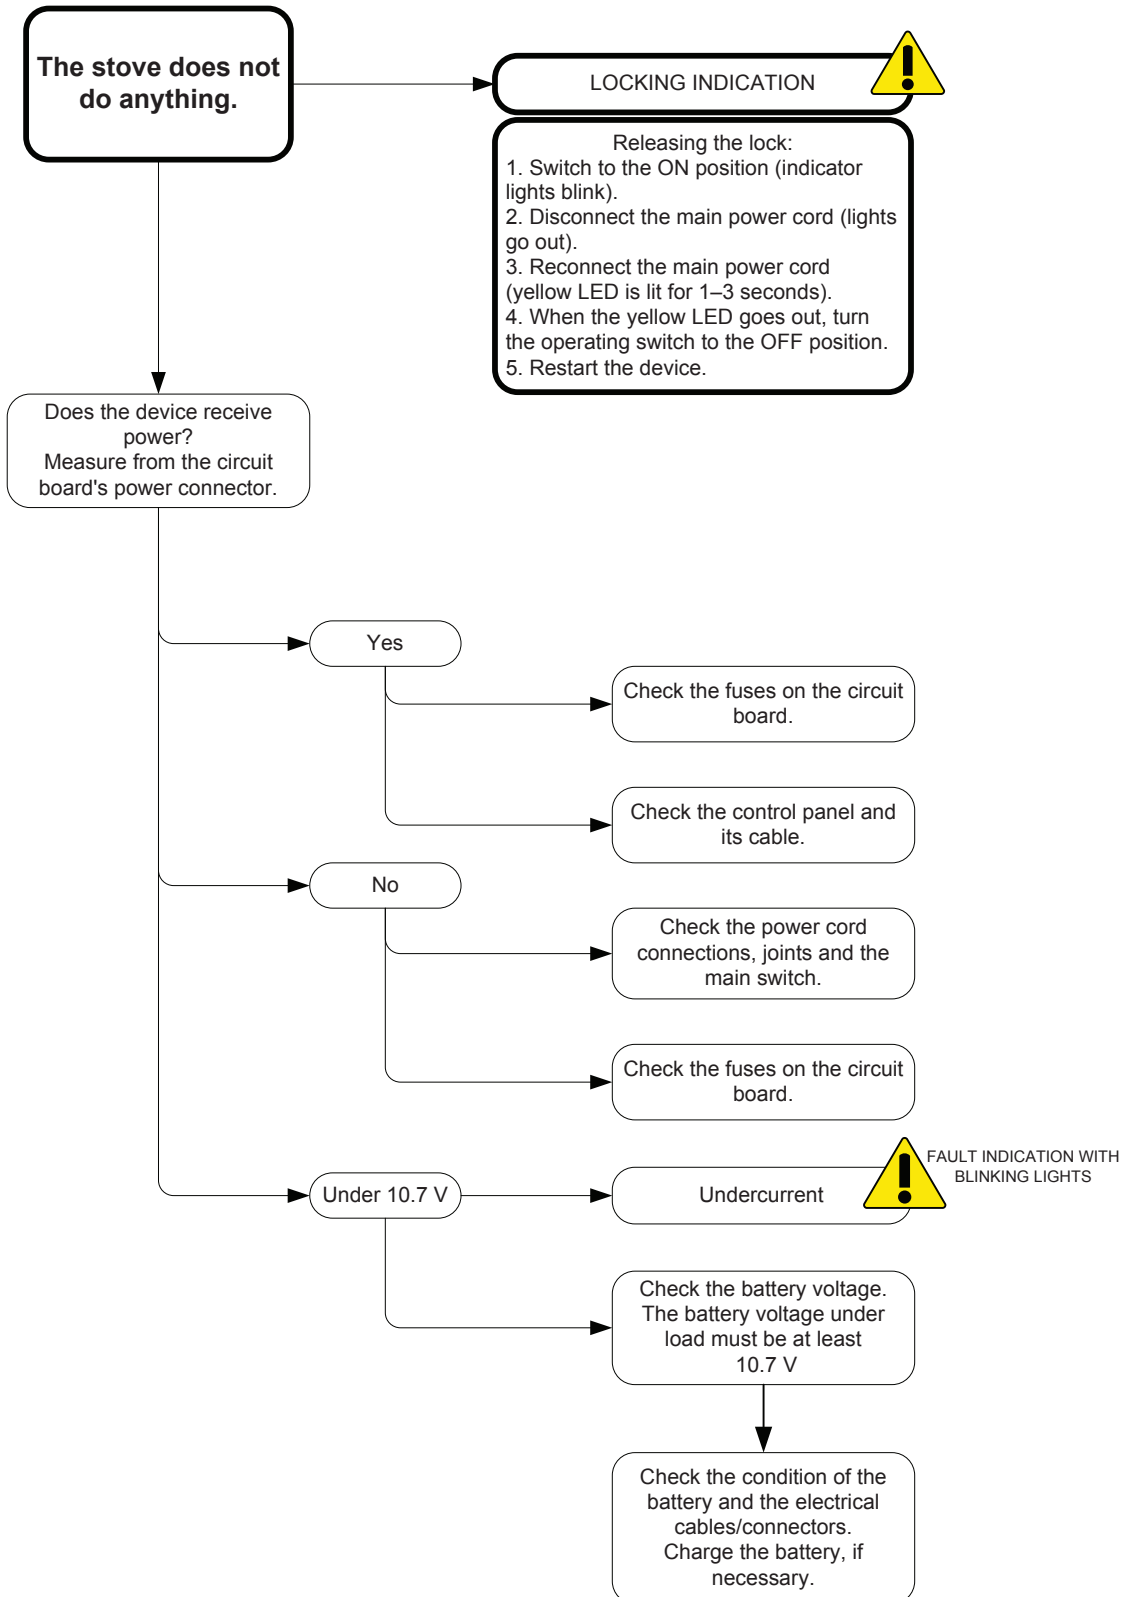 The stove does not
do anything.
LOCKING INDICATION
Releasing the lock:
1. Switch to the ON position (indicator
lights blink).
2. Disconnect the main power cord (lights
go out).
3. Reconnect the main power cord
(yellow LED is lit for 1–3 seconds).
4. When the yellow LED goes out, turn
the operating switch to the OFF position.
5. Restart the device.
Does the device receive
power?
Measure from the circuit
board's power connector.
Yes
Check the fuses on the circuit
board.
Check the control panel and
its cable.
No
Check the power cord
connections, joints and the
main switch.
Check the fuses on the circuit
board.
Under 10.7 V
Undercurrent
FAULT INDICATION WITH
BLINKING LIGHTS
Check the battery voltage.
The battery voltage under
load must be at least
10.7 V
Check the condition of the
battery and the electrical
cables/connectors.
Charge the battery, if
necessary.